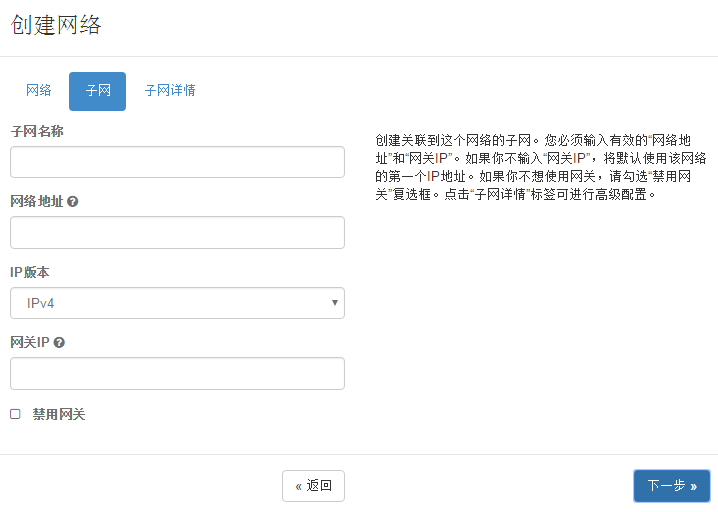 创建网络
网络 子网 子网详情
子网名称
创建关联到这个网络的子网。您必须输入有效的“网络地
址”和“网关IP”。如果你不输入“网关IP”，将默认使用该网络
的第一个IP地址。如果你不想使用网关，请勾选“禁用网
关”复选框。点击“子网详情”标签可进行高级配置。
网络地址
IP版本
IPv4
网关IP
禁用网关
« 返回
下一步 »